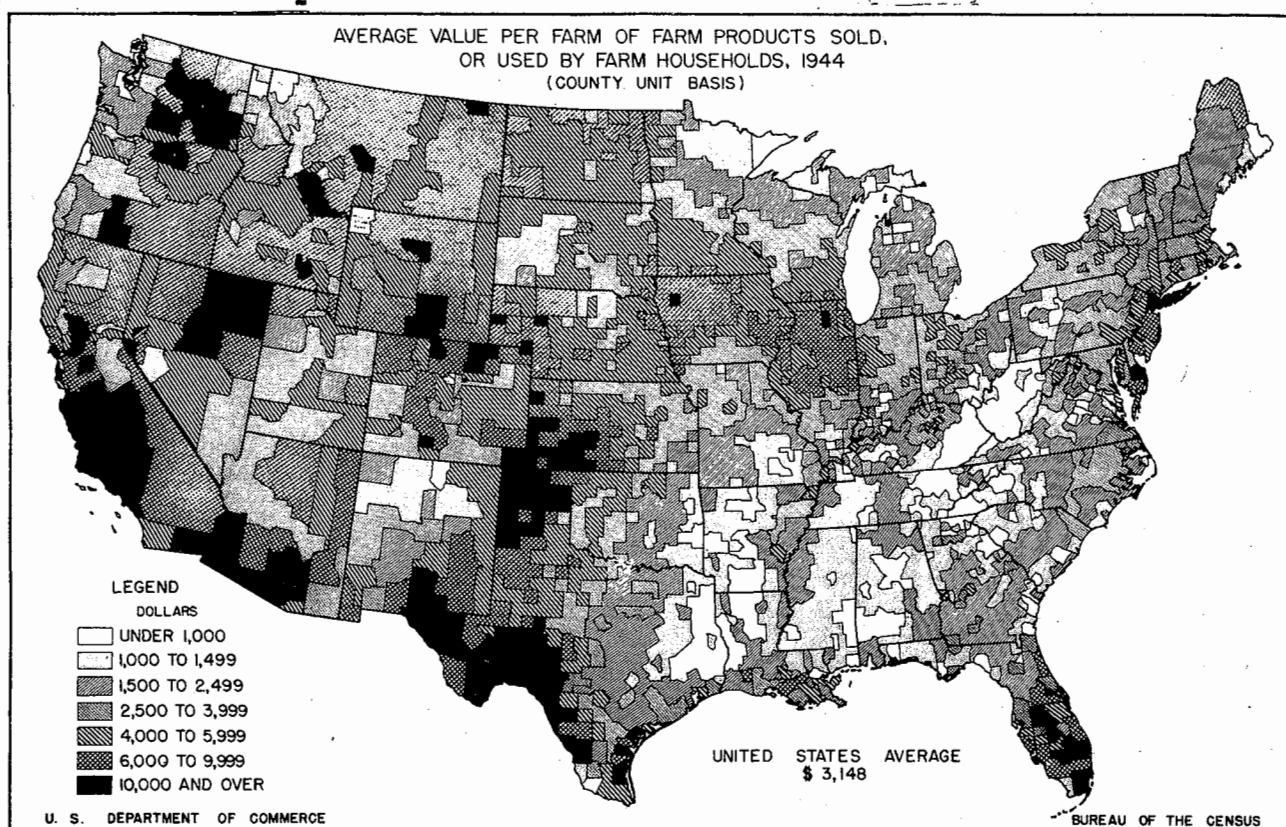 AVERAGE VALUE PER FARM OF FARM PRODUCTS SOLD,
OR USED BY FARM HOUSEHOLDS, 1944
(COUNTY UNIT BASIS)
LEGEND
DOLLARS
UNDER 1,000
1,000 TO 1,499
1,500 TO 2,499
2,500 TO 3,999
4,000 TO 5,999
6,000 TO 9,999
10,000 AND OVER
UNITED STATES AVERAGE
$ 3,148
U. S. DEPARTMENT OF COMMERCE
BUREAU OF THE CENSUS